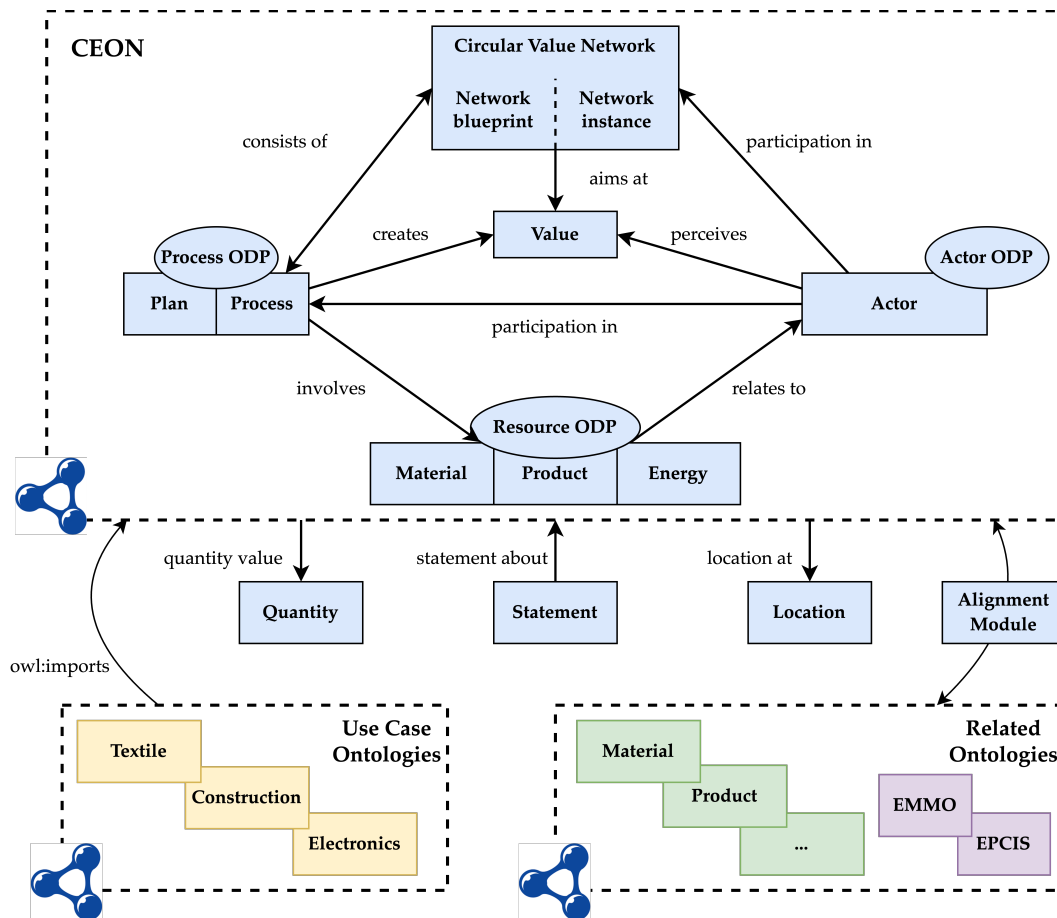 CEON
Circular Value Network
Network
blueprint
Network
instance
consists of
participation in
aims at
Value
creates
perceives
Process ODP
Plan
Process
Actor ODP
Actor
participation in
involves
relates to
Resource ODP
Material
Product
Energy
quantity value
statement about
location at
Quantity
Statement
Location
Alignment
Module
owl:imports
Use Case
Ontologies
Textile
Construction
Electronics
Related
Ontologies
Material
Product
...
EMMO
EPCIS